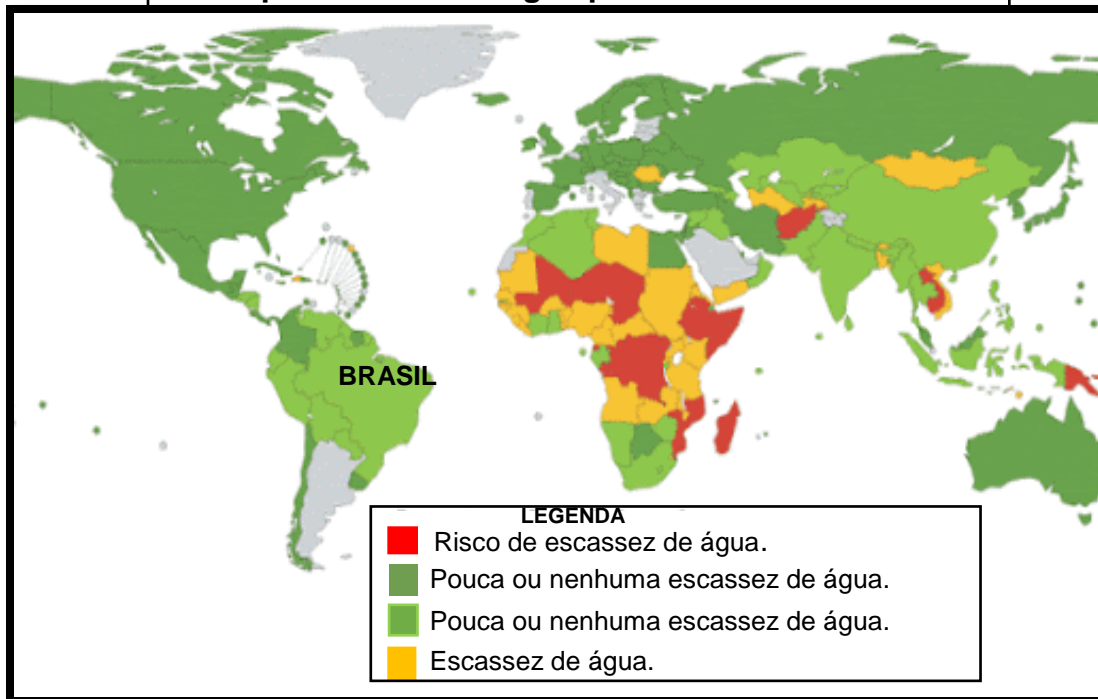 BRASIL
LEGENDA
Risco de escassez de água.
Pouca ou nenhuma escassez de água.
Pouca ou nenhuma escassez de água.
Escassez de água.